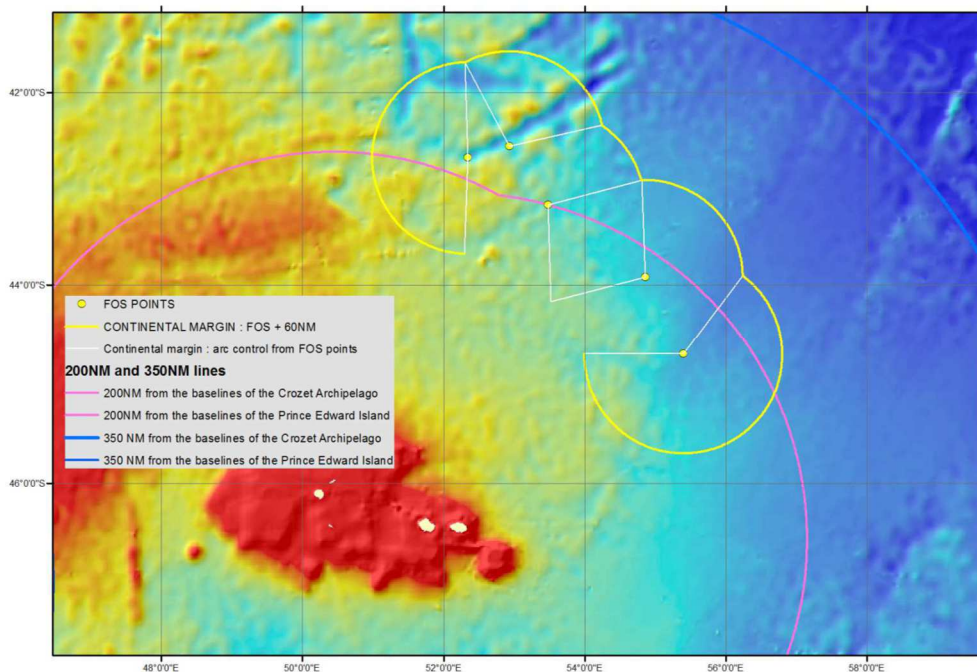 42°0'0"S
44°0'0"S
FOS POINTS
CONTINENTAL MARGIN : FOS + 60NM
Continental margin : arc control from FOS points
200NM and 350NM lines
200NM from the baselines of the Crozet Archipelago
200NM from the baselines of the Prince Edward Island
350 NM from the baselines of the Crozet Archipelago
350 NM from the baselines of the Prince Edward Island
46°0'0"S
48°0'0"E
50°0'0"E
52°0'0"E
54°0'0"E
56°0'0"E
58°0'0"E